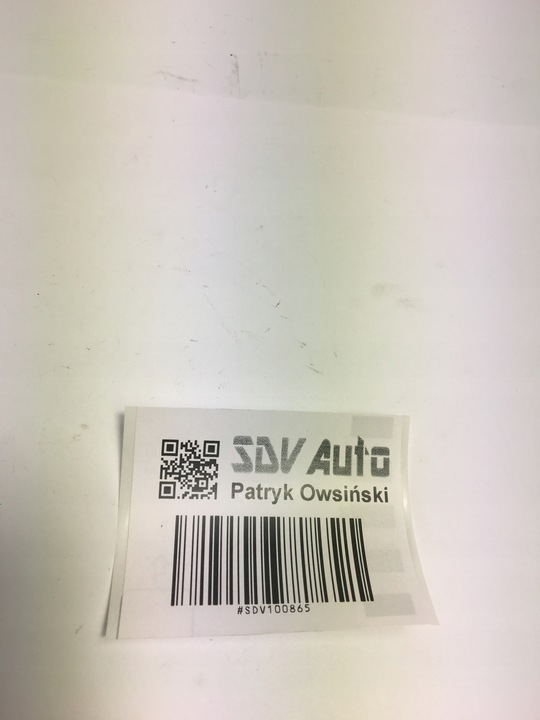 SDV Auto
Patryk Owsiński
#SDV100865